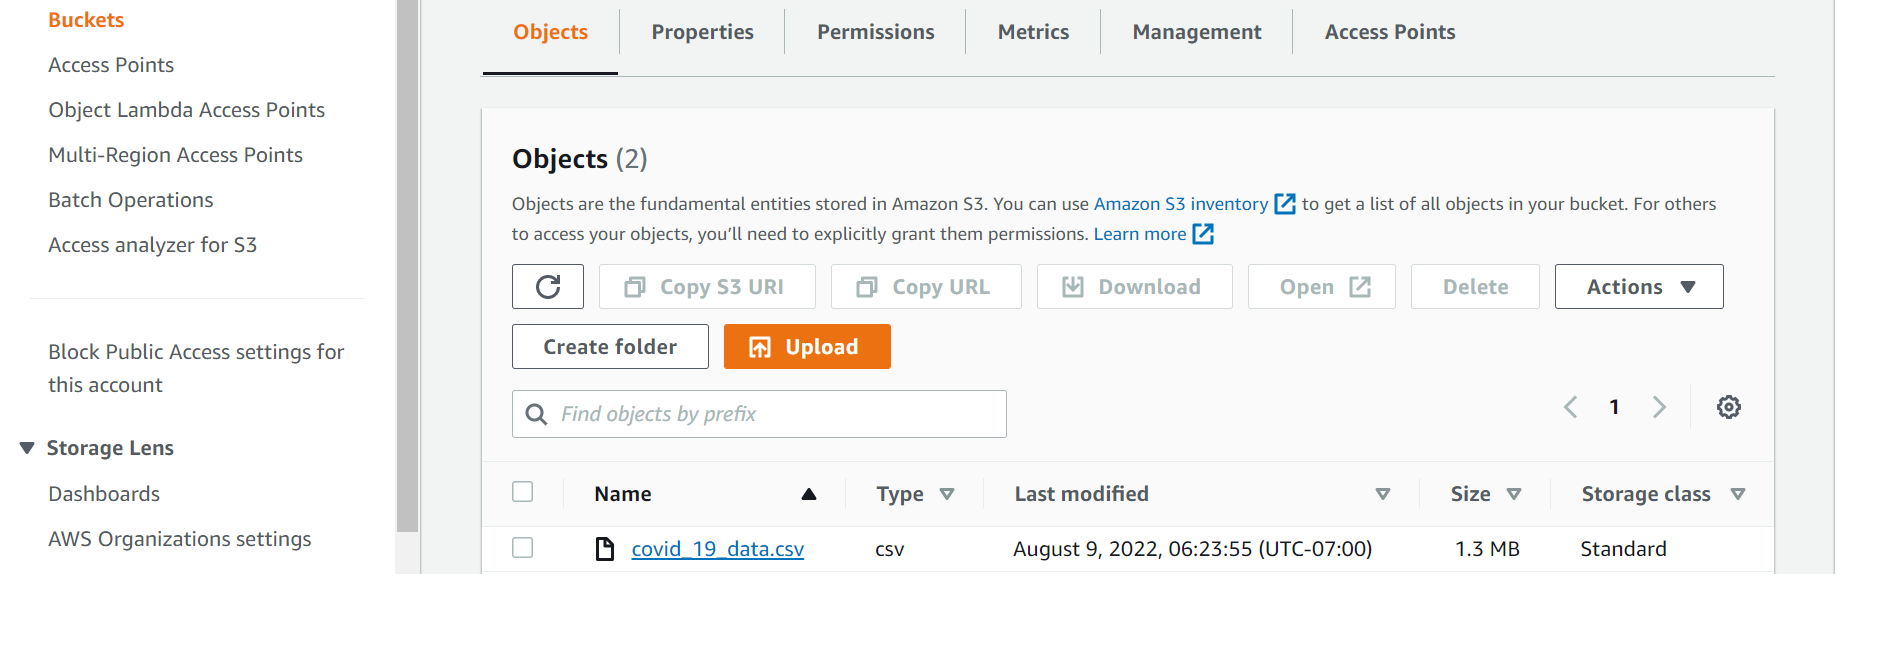 Buckets
Access Points
Object Lambda Access Points
Multi-Region Access Points
Batch Operations
Access analyzer for S3
Block Public Access settings for
this account
Storage Lens
Dashboards
AWS Organizations settings
Objects Properties Permissions Metrics Management Access Points
Objects (2)
Objects are the fundamental entities stored in Amazon S3. You can use Amazon S3 inventory to get a list of all objects in your bucket. For others
to access your objects, you'll need to explicitly grant them permissions. Learn more
Copy S3 URI Copy URL Download Open Delete Actions
Create folder Upload
Find objects by prefix
1
Name Type Last modified Size Storage class
covid_19_data.csv csv August 9, 2022, 06:23:55 (UTC-07:00) 1.3 MB Standard